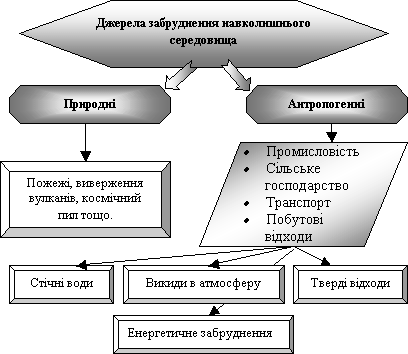 Джерела забруднення навколишнього
середовища
Природні
Антропогенні
Пожежі, виверження
вулканів, космічний
пил тощо.
• Промисловість
• Сільське
господарство
• Транспорт
• Побутові
відходи
Стічні води
Викиди в атмосферу
Тверді відходи
Енергетичне забруднення